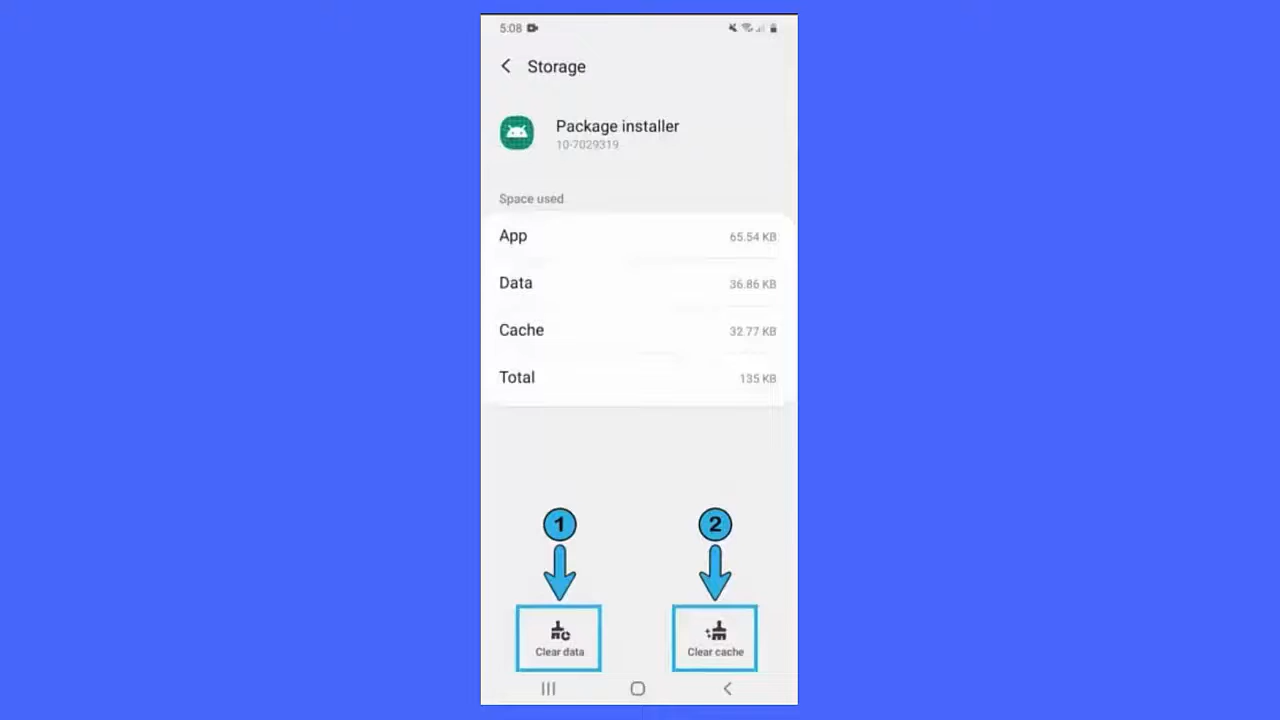 5:08
Storage
Package installer
10-7029319
Space used
App 65.54 KB
Data 36.86 KB
Cache 32.77 KB
Total 135 KB
1 2
Clear data Clear cache